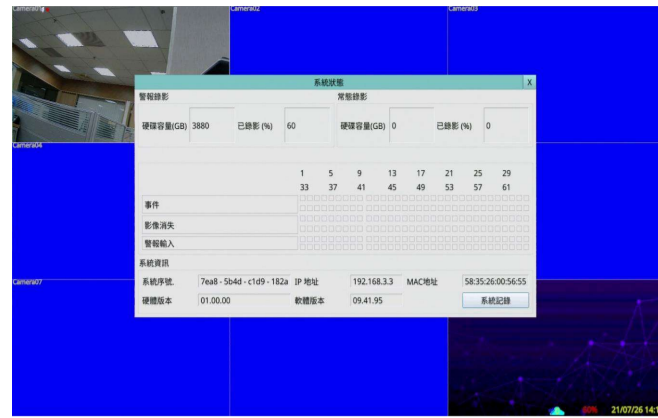 Camera01
Camera02
Camera03
系統狀態 X
警報錄影 常態錄影
硬碟容量(GB) 3880 已錄影 (%) 60 硬碟容量(GB) 0 已錄影 (%) 0
Camera04
1 5 9 13 17 21 25 29
33 37 41 45 49 53 57 61
事件
影像消失
警報輸入
系統資訊
系統序號. 7ea8 - 5b4d - c1d9 - 182a IP 地址 192.168.3.3 MAC地址 58:35:26:00:56:55
硬體版本 01.00.00 軟體版本 09.41.95 系統記錄
Camera07
60% 21/07/26